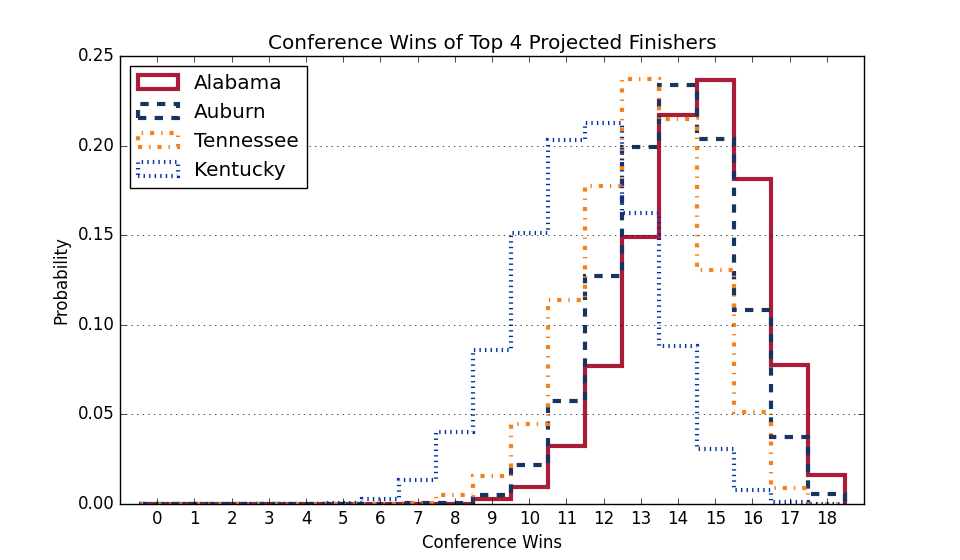 Conference Wins of Top 4 Projected Finishers
0.25
0.20
0.15
0.10
0.05
0.00
Probability
Alabama
Auburn
Tennessee
Kentucky
0 1 2 3 4 5 6 7 8 9 10 11 12 13 14 15 16 17 18
Conference Wins